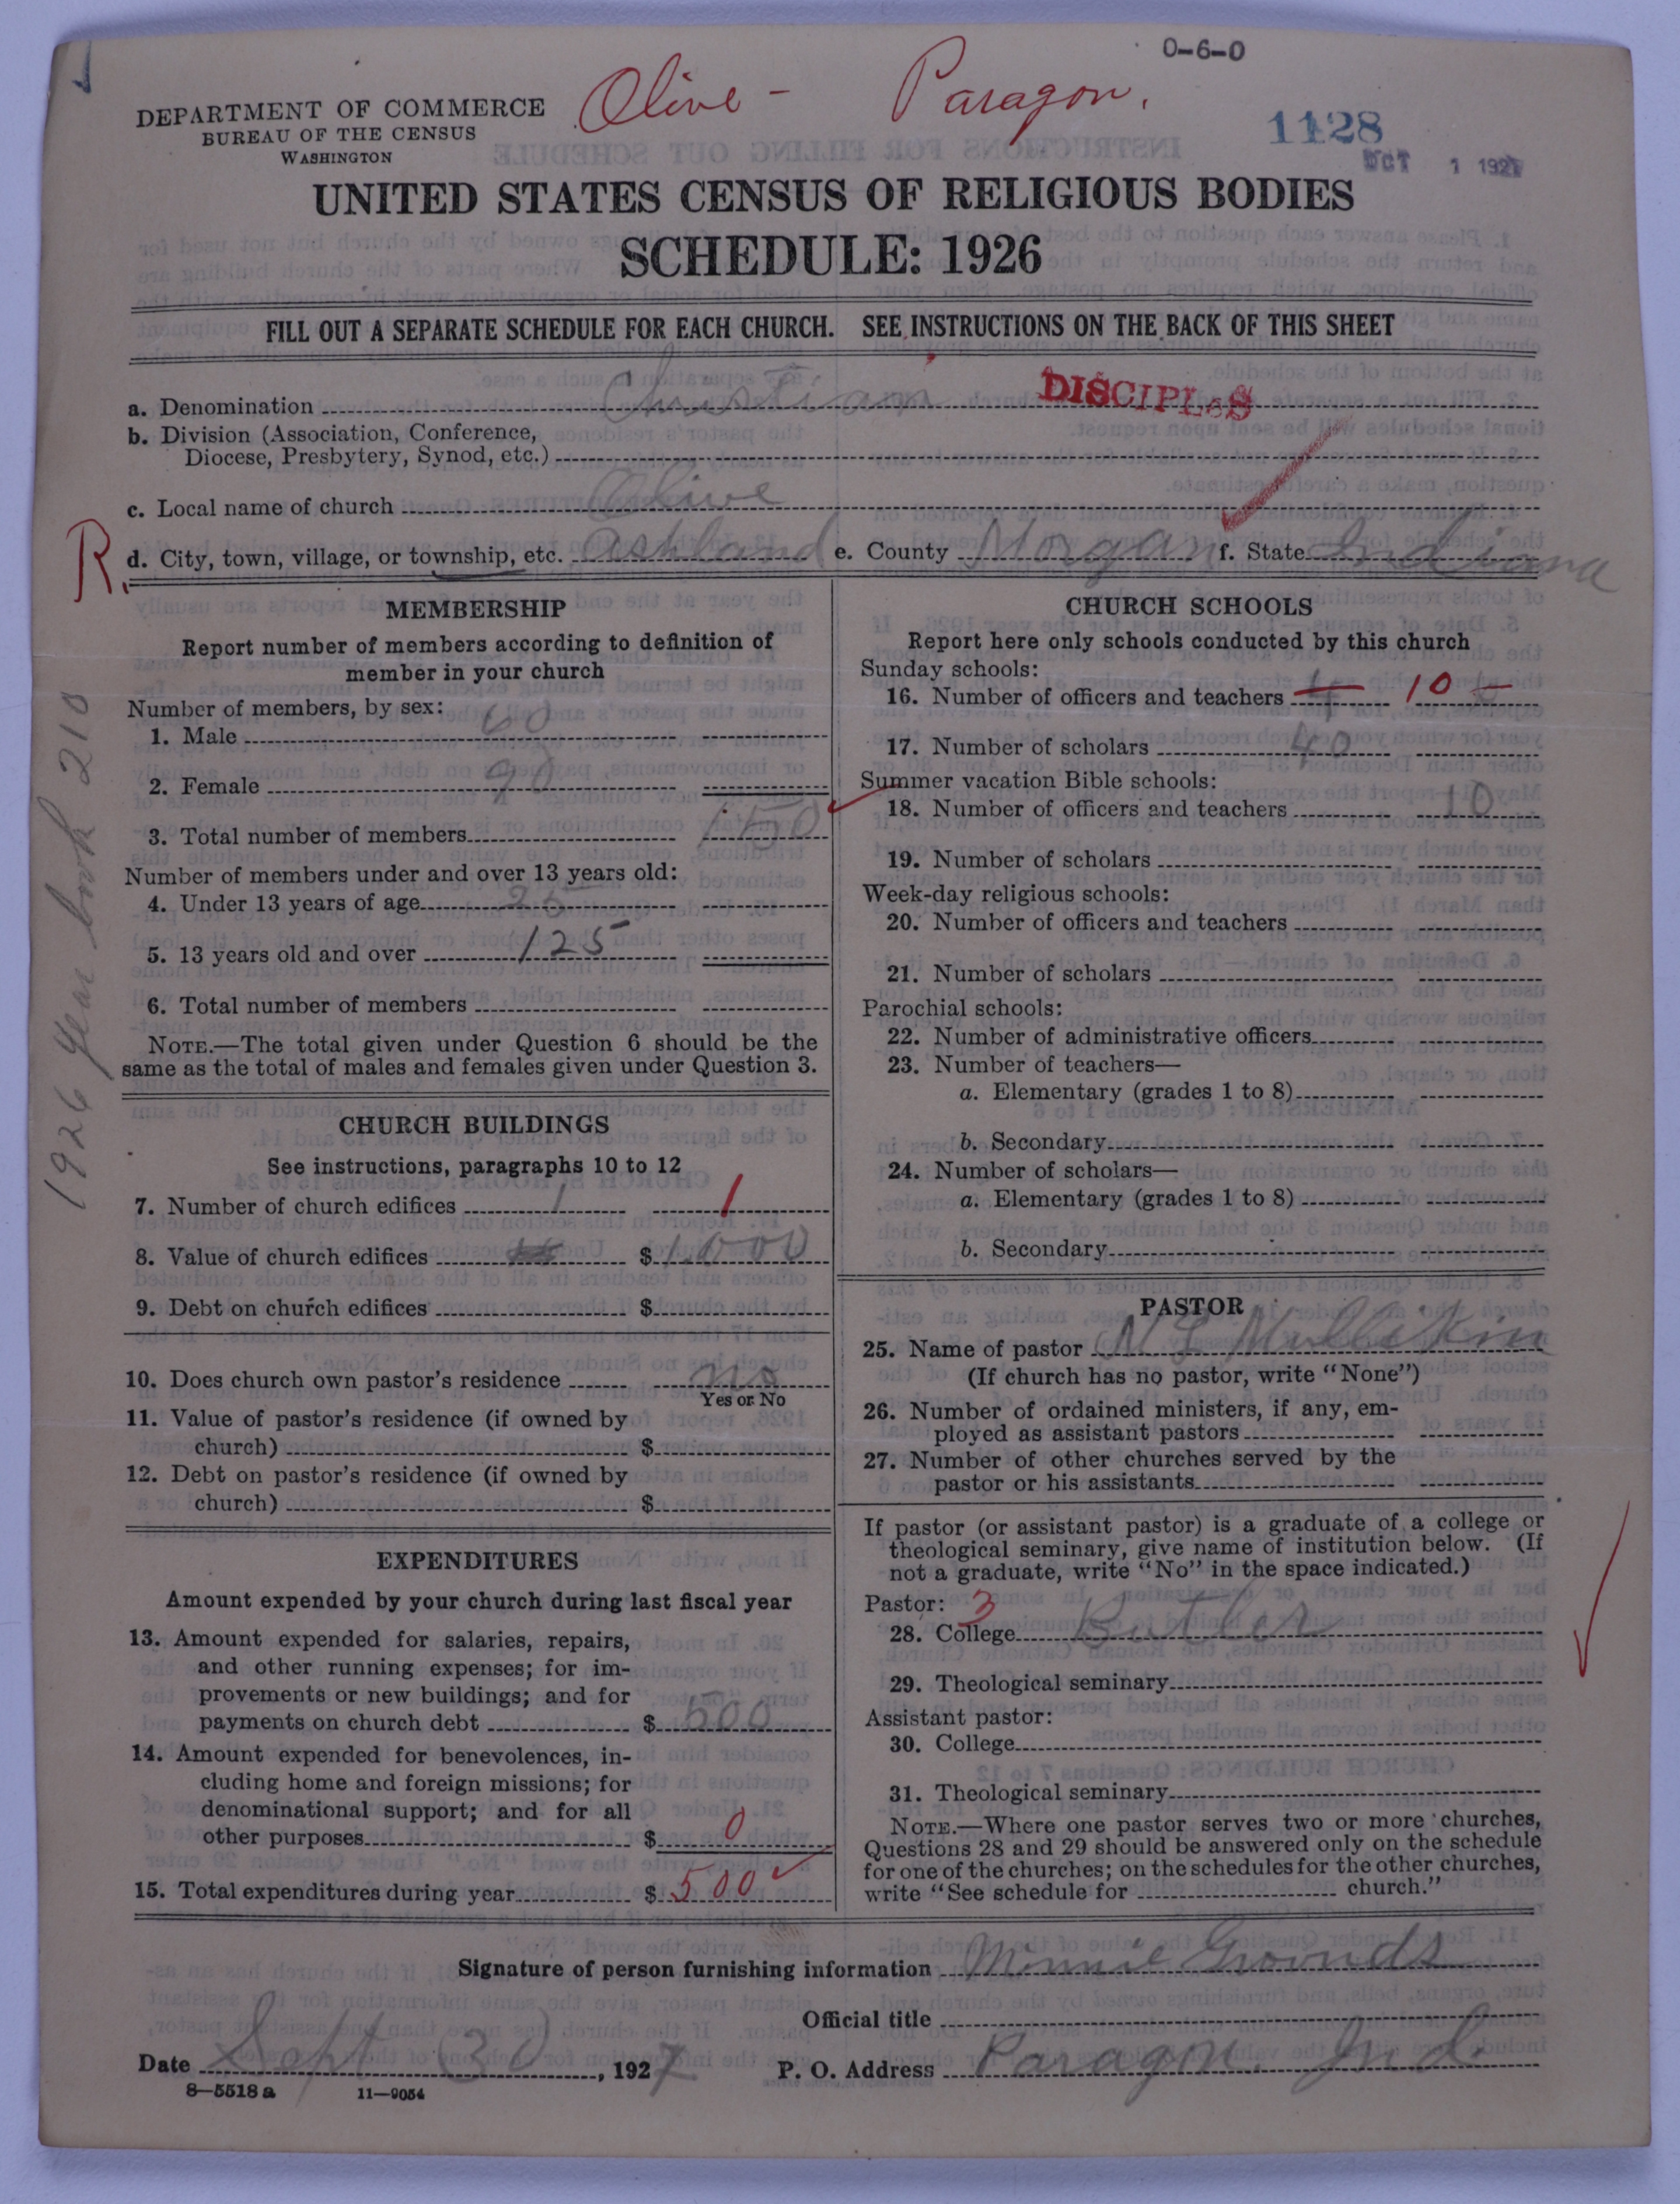 0-6-0
Olive - Paragon.
DEPARTMENT OF COMMERCE
BUREAU OF THE CENSUS
WASHINGTON
1128
OCT 1 1927
UNITED STATES CENSUS OF RELIGIOUS BODIES
SCHEDULE: 1926
FILL OUT A SEPARATE SCHEDULE FOR EACH CHURCH. SEE INSTRUCTIONS ON THE BACK OF THIS SHEET
a. Denomination Christian DISCIPLES
b. Division (Association, Conference,
Diocese, Presbytery, Synod, etc.)
c. Local name of church Olive
R. d. City, town, village, or township, etc. Ashland e. County Morgan f. State Indiana
1926 Year book 210
MEMBERSHIP
Report number of members according to definition of
member in your church
Number of members, by sex:
1. Male 60
2. Female 90
3. Total number of members 150
Number of members under and over 13 years old:
4. Under 13 years of age 25
5. 13 years old and over 125
6. Total number of members
NOTE.—The total given under Question 6 should be the
same as the total of males and females given under Question 3.
CHURCH BUILDINGS
See instructions, paragraphs 10 to 12
7. Number of church edifices 1 1
8. Value of church edifices $ 1000
9. Debt on church edifices $
10. Does church own pastor's residence no
Yes or No
11. Value of pastor's residence (if owned by
church) $
12. Debt on pastor's residence (if owned by
church) $
EXPENDITURES
Amount expended by your church during last fiscal year
13. Amount expended for salaries, repairs,
and other running expenses; for im-
provements or new buildings; and for
payments on church debt $ 500
14. Amount expended for benevolences, in-
cluding home and foreign missions; for
denominational support; and for all
other purposes $ 0
15. Total expenditures during year $ 500
CHURCH SCHOOLS
Report here only schools conducted by this church
Sunday schools:
16. Number of officers and teachers 10
17. Number of scholars 40
Summer vacation Bible schools:
18. Number of officers and teachers 10
19. Number of scholars
Week-day religious schools:
20. Number of officers and teachers
21. Number of scholars
Parochial schools:
22. Number of administrative officers
23. Number of teachers—
a. Elementary (grades 1 to 8)
b. Secondary
24. Number of scholars—
a. Elementary (grades 1 to 8)
b. Secondary
PASTOR
25. Name of pastor Mullikin
(If church has no pastor, write "None")
26. Number of ordained ministers, if any, em-
ployed as assistant pastors
27. Number of other churches served by the
pastor or his assistants
If pastor (or assistant pastor) is a graduate of a college or
theological seminary, give name of institution below. (If
not a graduate, write "No" in the space indicated.)
Pastor: 3
28. College Butler
29. Theological seminary
Assistant pastor:
30. College
31. Theological seminary
NOTE.—Where one pastor serves two or more churches,
Questions 28 and 29 should be answered only on the schedule
for one of the churches; on the schedules for the other churches,
write "See schedule for church."
Signature of person furnishing information Minnie Grounds
Official title
Date Sept 30, 1927 P. O. Address Paragon Ind.
8—5518 a 11—9054